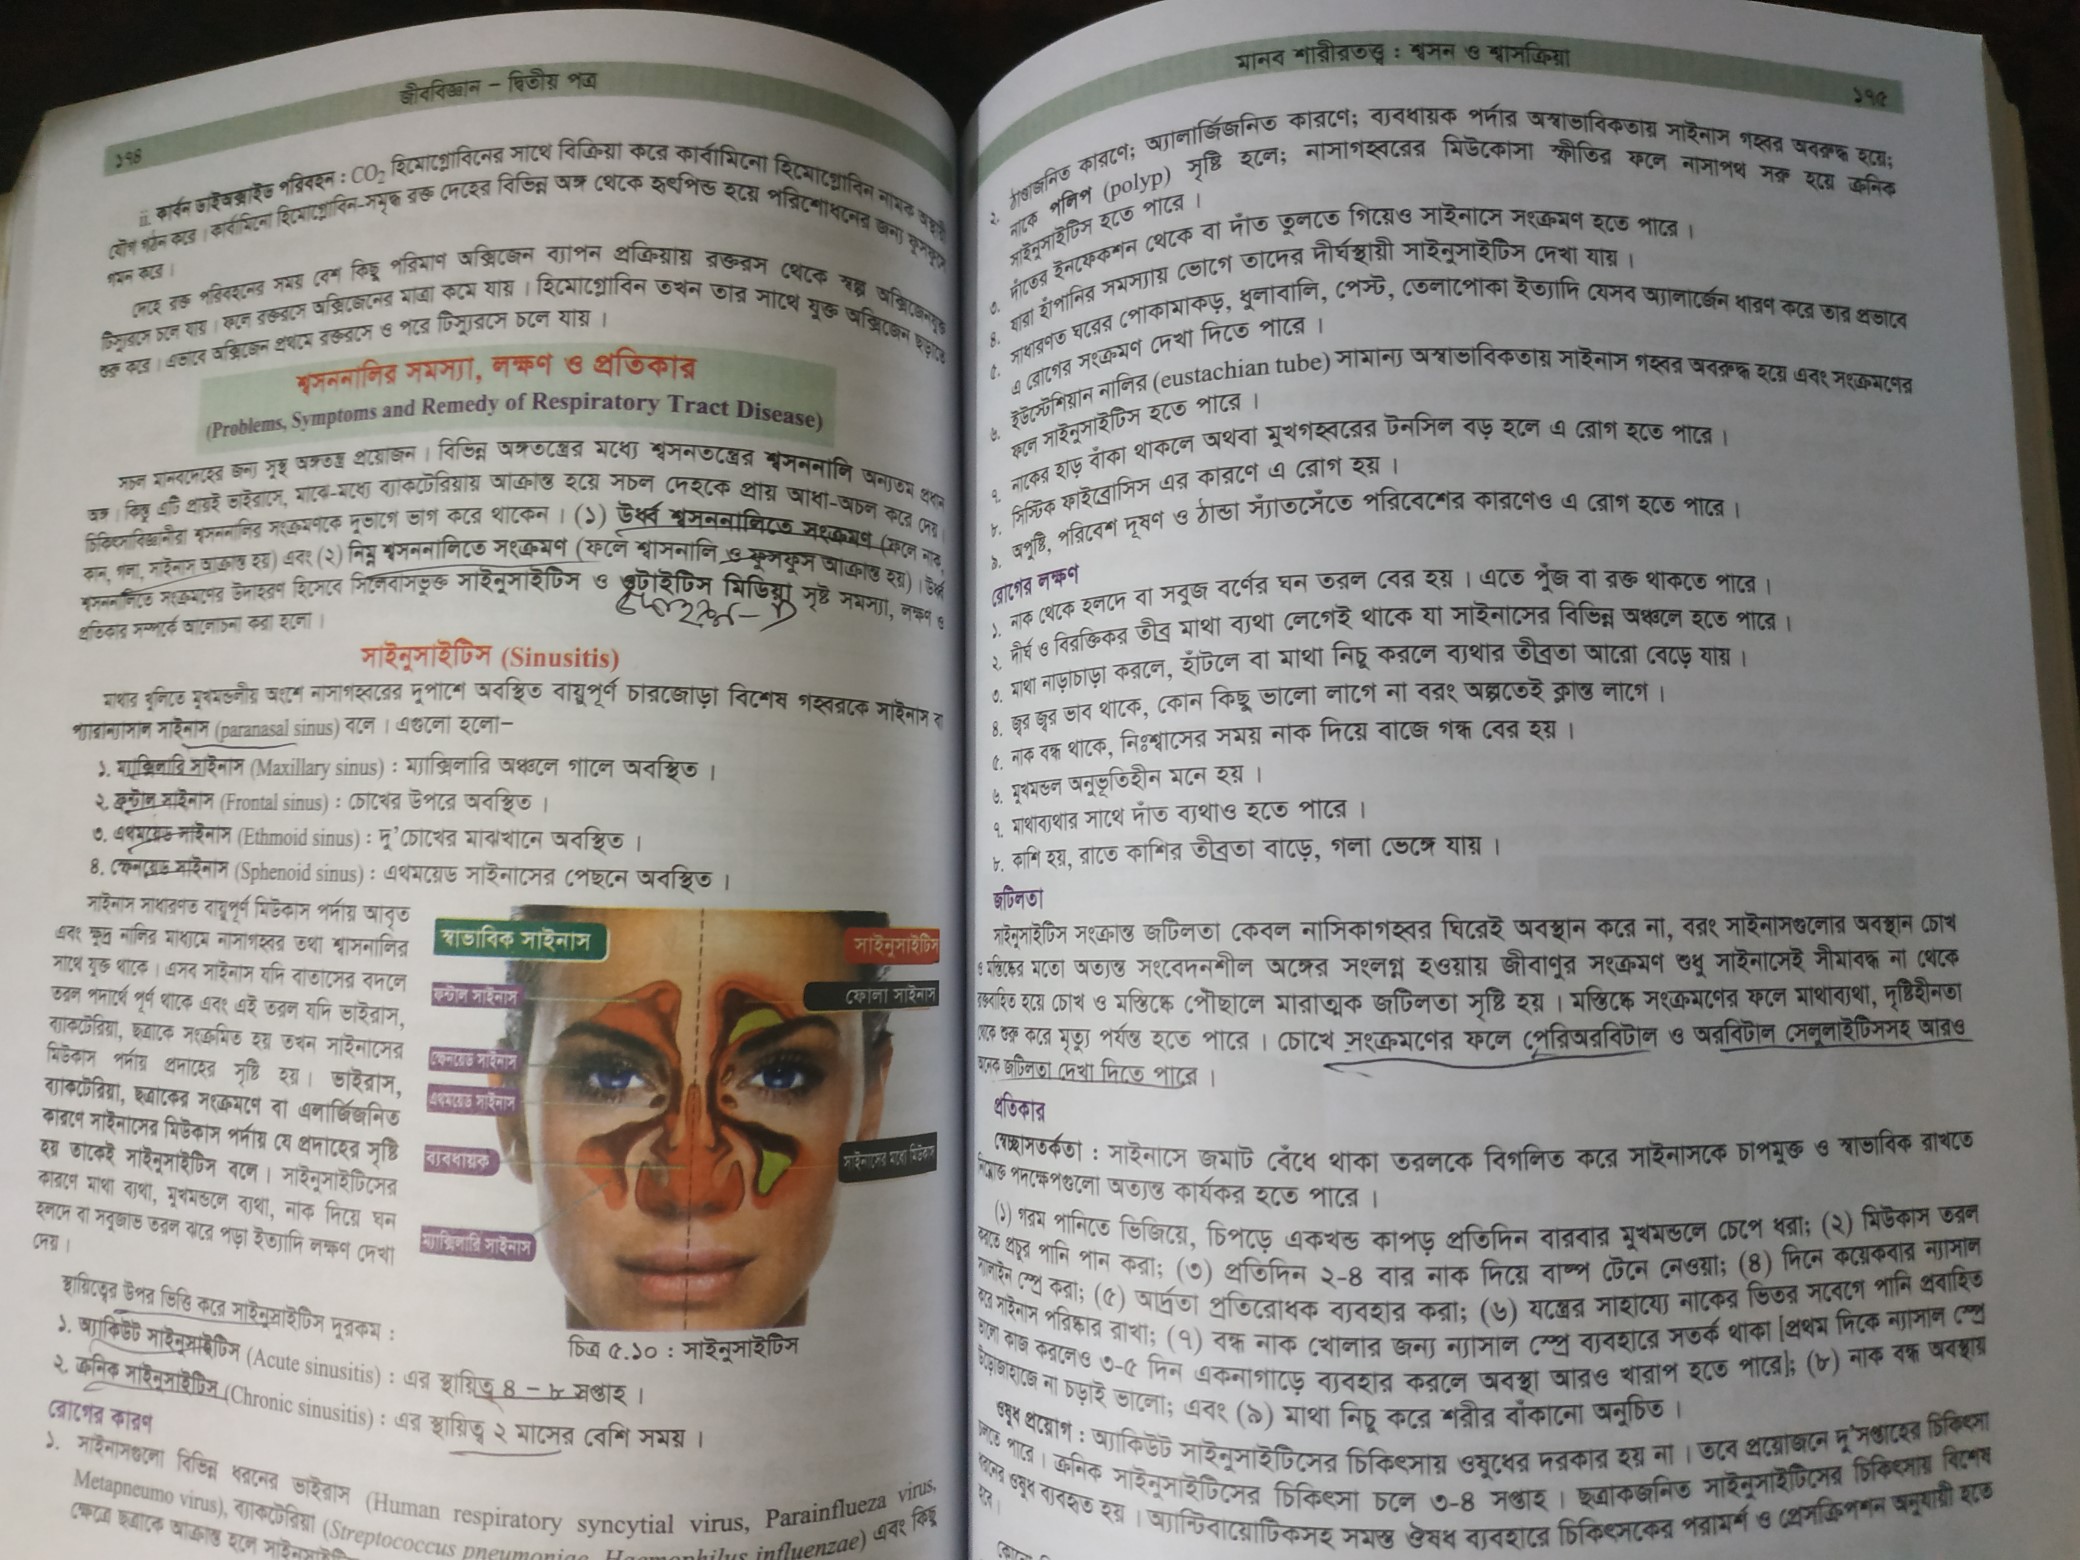 জীববিজ্ঞান – দ্বিতীয় পত্র
১৭৪
ii. কার্বন ডাইঅক্সাইড পরিবহন : CO2 হিমোগ্লোবিনের সাথে বিক্রিয়া করে কার্বামিনো হিমোগ্লোবিন নামক অস্থায়ী
যৌগ গঠন করে। কার্বামিনো হিমোগ্লোবিন-সমৃদ্ধ রক্ত দেহের বিভিন্ন অঙ্গ থেকে হৃৎপিন্ড হয়ে পরিশোধনের জন্য ফুসফুসে
গমন করে।
দেহে রক্ত পরিবহনের সময় বেশ কিছু পরিমাণ অক্সিজেন ব্যাপন প্রক্রিয়ায় রক্তরস থেকে স্বল্প অক্সিজেনযুক্ত
টিস্যুরসে চলে যায়। ফলে রক্তরসে অক্সিজেনের মাত্রা কমে যায়। হিমোগ্লোবিন তখন তার সাথে যুক্ত অক্সিজেন ছাড়তে
শুরু করে। এভাবে অক্সিজেন প্রথমে রক্তরসে ও পরে টিস্যুরসে চলে যায়।
শ্বসননালির সমস্যা, লক্ষণ ও প্রতিকার
(Problems, Symptoms and Remedy of Respiratory Tract Disease)
সচল মানবদেহের জন্য সুস্থ অঙ্গতন্ত্র প্রয়োজন। বিভিন্ন অঙ্গতন্ত্রের মধ্যে শ্বসনতন্ত্রের শ্বসননালি অন্যতম প্রধান
অঙ্গ। কিন্তু এটি প্রায়ই ভাইরাসে, মাঝে-মধ্যে ব্যাকটেরিয়ায় আক্রান্ত হয়ে সচল দেহকে প্রায় আধা-অচল করে দেয়।
চিকিৎসাবিজ্ঞানীরা শ্বসননালির সংক্রমণকে দুভাগে ভাগ করে থাকেন। (১) উর্ধ্ব শ্বসননালিতে সংক্রমণ (ফলে নাক,
কান, গলা, সাইনাস আক্রান্ত হয়) এবং (২) নিম্ন শ্বসননালিতে সংক্রমণ (ফলে শ্বাসনালি ও ফুসফুস আক্রান্ত হয়)। উর্ধ্ব
শ্বসননালিতে সংক্রমণের উদাহরণ হিসেবে সিলেবাসভুক্ত সাইনুসাইটিস ও ওটাইটিস মিডিয়া সৃষ্ট সমস্যা, লক্ষণ ও
প্রতিকার সম্পর্কে আলোচনা করা হলো।
সাইনুসাইটিস (Sinusitis)
মাথার খুলিতে মুখমন্ডলীয় অংশে নাসাগহ্বরের দুপাশে অবস্থিত বায়ুপূর্ণ চারজোড়া বিশেষ গহ্বরকে সাইনাস বা
প্যারান্যাসাল সাইনাস (paranasal sinus) বলে। এগুলো হলো–
১. ম্যাক্সিলারি সাইনাস (Maxillary sinus) : ম্যাক্সিলারি অঞ্চলে গালে অবস্থিত।
২. ফ্রন্টাল সাইনাস (Frontal sinus) : চোখের উপরে অবস্থিত।
৩. এথময়েড সাইনাস (Ethmoid sinus) : দু'চোখের মাঝখানে অবস্থিত।
৪. স্ফেনয়েড সাইনাস (Sphenoid sinus) : এথময়েড সাইনাসের পেছনে অবস্থিত।
সাইনাস সাধারণত বায়ুপূর্ণ মিউকাস পর্দায় আবৃত
এবং ক্ষুদ্র নালির মাধ্যমে নাসাগহ্বর তথা শ্বাসনালির
সাথে যুক্ত থাকে। এসব সাইনাস যদি বাতাসের বদলে
তরল পদার্থে পূর্ণ থাকে এবং এই তরল যদি ভাইরাস,
ব্যাকটেরিয়া, ছত্রাকে সংক্রমিত হয় তখন সাইনাসের
মিউকাস পর্দায় প্রদাহের সৃষ্টি হয়। ভাইরাস,
ব্যাকটেরিয়া, ছত্রাকের সংক্রমণে বা এলার্জিজনিত
কারণে সাইনাসের মিউকাস পর্দায় যে প্রদাহের সৃষ্টি
হয় তাকেই সাইনুসাইটিস বলে। সাইনুসাইটিসের
কারণে মাথা ব্যথা, মুখমন্ডলে ব্যথা, নাক দিয়ে ঘন
হলদে বা সবুজাভ তরল ঝরে পড়া ইত্যাদি লক্ষণ দেখা
দেয়।
স্বাভাবিক সাইনাস
সাইনুসাইটিস
ফ্রন্টাল সাইনাস
ফোলা সাইনাস
স্ফেনয়েড সাইনাস
এথময়েড সাইনাস
ব্যবধায়ক
সাইনাসের মধ্যে মিউকাস
ম্যাক্সিলারি সাইনাস
চিত্র ৫.১০ : সাইনুসাইটিস
স্থায়িত্বের উপর ভিত্তি করে সাইনুসাইটিস দুরকম :
১. অ্যাকিউট সাইনুসাইটিস (Acute sinusitis) : এর স্থায়িত্ব ৪ – ৮ সপ্তাহ।
২. ক্রনিক সাইনুসাইটিস (Chronic sinusitis) : এর স্থায়িত্ব ২ মাসের বেশি সময়।
রোগের কারণ
১. সাইনাসগুলো বিভিন্ন ধরনের ভাইরাস (Human respiratory syncytial virus, Parainflueza virus,
Metapneumo virus), ব্যাকটেরিয়া (Streptococcus pneumoniae, Haemophilus influenzae) এবং কিছু
ক্ষেত্রে ছত্রাকে আক্রান্ত হলে
মানব শারীরতত্ত্ব : শ্বসন ও শ্বাসক্রিয়া
১৭৫
২. ঠাণ্ডাজনিত কারণে; অ্যালার্জিজনিত কারণে; ব্যবধায়ক পর্দার অস্বাভাবিকতায় সাইনাস গহ্বর অবরুদ্ধ হয়ে;
নাকে পলিপ (polyp) সৃষ্টি হলে; নাসাগহ্বরের মিউকোসা স্ফীতির ফলে নাসাপথ সরু হয়ে ক্রনিক
সাইনুসাইটিস হতে পারে।
৩. দাঁতের ইনফেকশন থেকে বা দাঁত তুলতে গিয়েও সাইনাসে সংক্রমণ হতে পারে।
৪. যারা হাঁপানির সমস্যায় ভোগে তাদের দীর্ঘস্থায়ী সাইনুসাইটিস দেখা যায়।
৫. সাধারণত ঘরের পোকামাকড়, ধুলাবালি, পেস্ট, তেলাপোকা ইত্যাদি যেসব অ্যালার্জেন ধারণ করে তার প্রভাবে
এ রোগের সংক্রমণ দেখা দিতে পারে।
৬. ইউস্টেশিয়ান নালির (eustachian tube) সামান্য অস্বাভাবিকতায় সাইনাস গহ্বর অবরুদ্ধ হয়ে এবং সংক্রমণের
ফলে সাইনুসাইটিস হতে পারে।
৭. নাকের হাড় বাঁকা থাকলে অথবা মুখগহ্বরের টনসিল বড় হলে এ রোগ হতে পারে।
৮. সিস্টিক ফাইব্রোসিস এর কারণে এ রোগ হয়।
৯. অপুষ্টি, পরিবেশ দূষণ ও ঠান্ডা স্যাঁতসেঁতে পরিবেশের কারণেও এ রোগ হতে পারে।
রোগের লক্ষণ
১. নাক থেকে হলদে বা সবুজ বর্ণের ঘন তরল বের হয়। এতে পুঁজ বা রক্ত থাকতে পারে।
২. দীর্ঘ ও বিরক্তিকর তীব্র মাথা ব্যথা লেগেই থাকে যা সাইনাসের বিভিন্ন অঞ্চলে হতে পারে।
৩. মাথা নাড়াচাড়া করলে, হাঁটলে বা মাথা নিচু করলে ব্যথার তীব্রতা আরো বেড়ে যায়।
৪. জ্বর জ্বর ভাব থাকে, কোন কিছু ভালো লাগে না বরং অল্পতেই ক্লান্ত লাগে।
৫. নাক বন্ধ থাকে, নিঃশ্বাসের সময় নাক দিয়ে বাজে গন্ধ বের হয়।
৬. মুখমন্ডল অনুভূতিহীন মনে হয়।
৭. মাথাব্যথার সাথে দাঁত ব্যথাও হতে পারে।
৮. কাশি হয়, রাতে কাশির তীব্রতা বাড়ে, গলা ভেঙ্গে যায়।
জটিলতা
সাইনুসাইটিস সংক্রান্ত জটিলতা কেবল নাসিকাগহ্বর ঘিরেই অবস্থান করে না, বরং সাইনাসগুলোর অবস্থান চোখ
ও মস্তিষ্কের মতো অত্যন্ত সংবেদনশীল অঙ্গের সংলগ্ন হওয়ায় জীবাণুর সংক্রমণ শুধু সাইনাসেই সীমাবদ্ধ না থেকে
রক্তবাহিত হয়ে চোখ ও মস্তিষ্কে পৌঁছালে মারাত্মক জটিলতা সৃষ্টি হয়। মস্তিষ্কে সংক্রমণের ফলে মাথাব্যথা, দৃষ্টিহীনতা
থেকে শুরু করে মৃত্যু পর্যন্ত হতে পারে। চোখে সংক্রমণের ফলে পেরিঅরবিটাল ও অরবিটাল সেলুলাইটিসসহ আরও
অনেক জটিলতা দেখা দিতে পারে।
প্রতিকার
স্বেচ্ছাসতর্কতা : সাইনাসে জমাট বেঁধে থাকা তরলকে বিগলিত করে সাইনাসকে চাপমুক্ত ও স্বাভাবিক রাখতে
নিম্নোক্ত পদক্ষেপগুলো অত্যন্ত কার্যকর হতে পারে।
(১) গরম পানিতে ভিজিয়ে, চিপড়ে একখন্ড কাপড় প্রতিদিন বারবার মুখমন্ডলে চেপে ধরা; (২) মিউকাস তরল
করতে প্রচুর পানি পান করা; (৩) প্রতিদিন ২-৪ বার নাক দিয়ে বাষ্প টেনে নেওয়া; (৪) দিনে কয়েকবার ন্যাসাল
স্যালাইন স্প্রে করা; (৫) আর্দ্রতা প্রতিরোধক ব্যবহার করা; (৬) যন্ত্রের সাহায্যে নাকের ভিতর সবেগে পানি প্রবাহিত
করে সাইনাস পরিষ্কার রাখা; (৭) বন্ধ নাক খোলার জন্য ন্যাসাল স্প্রে ব্যবহারে সতর্ক থাকা [প্রথম দিকে ন্যাসাল স্প্রে
ভালো কাজ করলেও ৩-৫ দিন একনাগাড়ে ব্যবহার করলে অবস্থা আরও খারাপ হতে পারে]; (৮) নাক বন্ধ অবস্থায়
উড়োজাহাজে না চড়াই ভালো; এবং (৯) মাথা নিচু করে শরীর বাঁকানো অনুচিত।
ওষুধ প্রয়োগ : অ্যাকিউট সাইনুসাইটিসের চিকিৎসায় ওষুধের দরকার হয় না। তবে প্রয়োজনে দু'সপ্তাহের চিকিৎসা
চলতে পারে। ক্রনিক সাইনুসাইটিসের চিকিৎসা চলে ৩-৪ সপ্তাহ। ছত্রাকজনিত সাইনুসাইটিসের চিকিৎসায় বিশেষ
ধরনের ওষুধ ব্যবহৃত হয়। অ্যান্টিবায়োটিকসহ সমস্ত ঔষধ ব্যবহারে চিকিৎসকের পরামর্শ ও প্রেসক্রিপশন অনুযায়ী হতে
হবে।